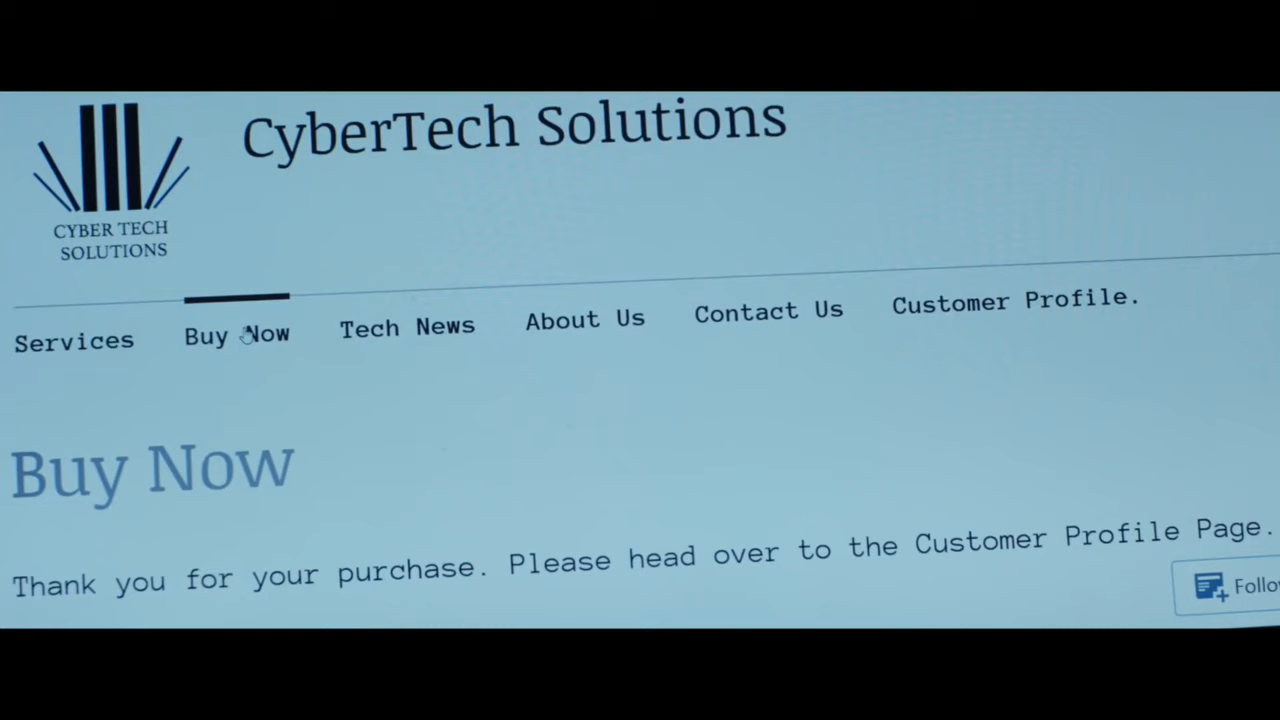 CyberTech Solutions
CYBER TECH
SOLUTIONS
Services Buy Now Tech News About Us Contact Us Customer Profile.
Buy Now
Thank you for your purchase. Please head over to the Customer Profile Page.